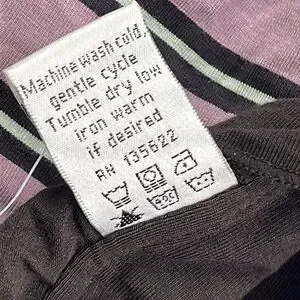 Machine wash cold,
gentle cycle
Tumble dry low
iron warm
if desired
RN 135622